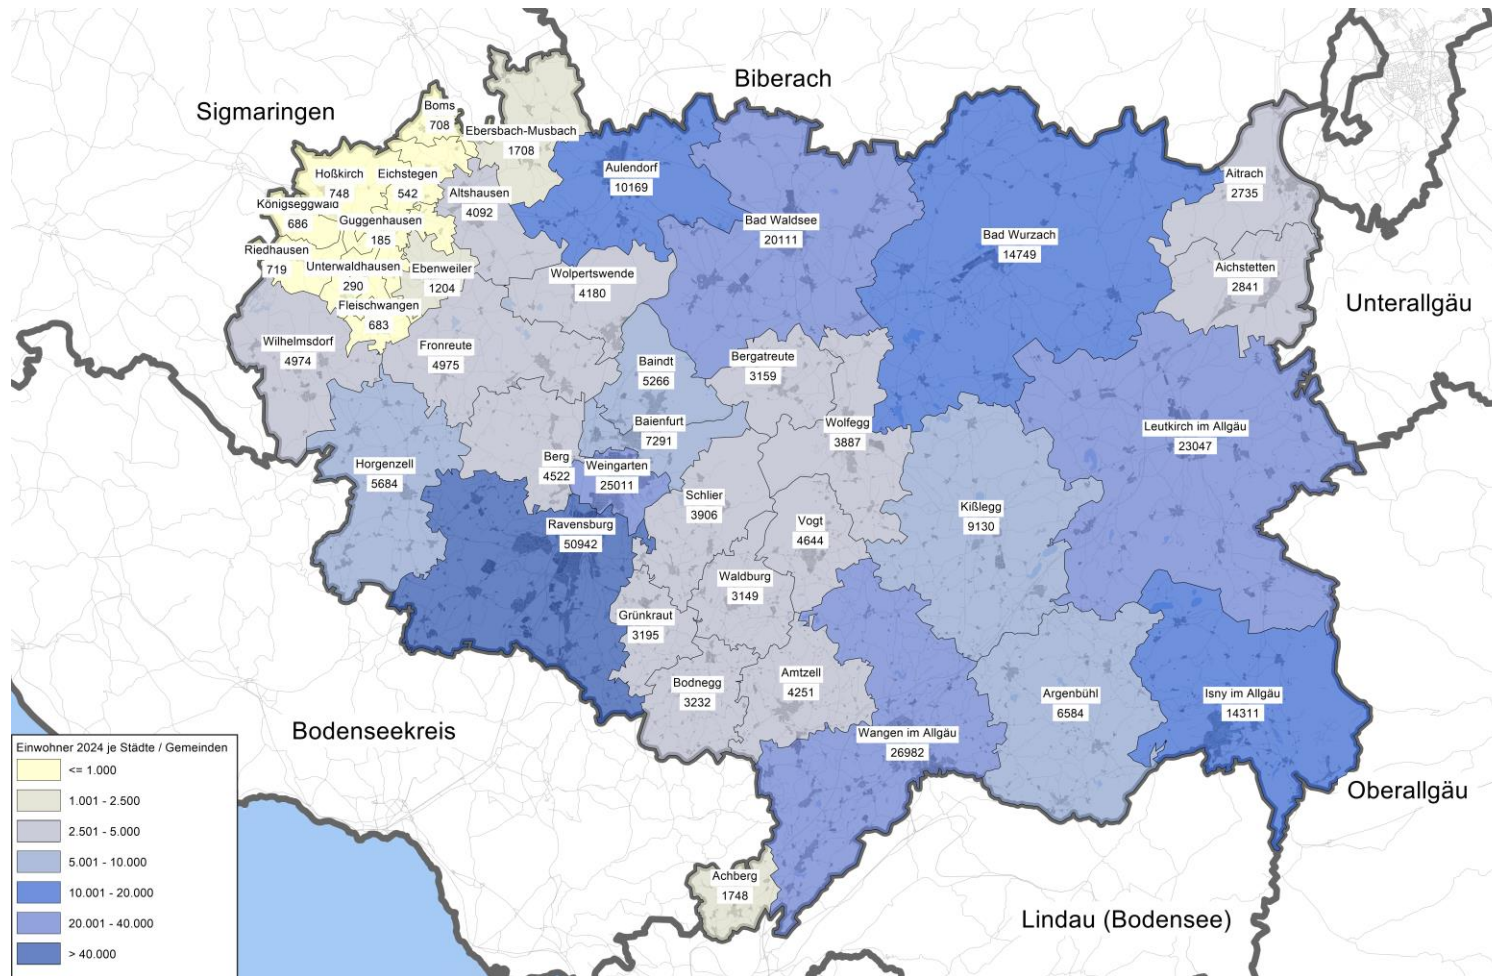 Biberach
Sigmaringen
Boms
708
Ebersbach-Musbach
1708
Hoßkirch
748
Eichstegen
542
Altshausen
4092
Aulendorf
10169
Aitrach
2735
Königseggwald
686
Guggenhausen
185
Bad Waldsee
20111
Bad Wurzach
14749
Riedhausen
719
Unterwaldhausen
290
Ebenweiler
1204
Wolpertswende
4180
Aichstetten
2841
Unterallgäu
Fleischwangen
683
Wilhelmsdorf
4974
Fronreute
4975
Baindt
5266
Bergatreute
3159
Baienfurt
7291
Wolfegg
3887
Leutkirch im Allgäu
23047
Horgenzell
5684
Berg
4522
Weingarten
25011
Schlier
3906
Kißlegg
9130
Ravensburg
50942
Vogt
4644
Waldburg
3149
Grünkraut
3195
Bodnegg
3232
Amtzell
4251
Argenbühl
6584
Isny im Allgäu
14311
Bodenseekreis
Wangen im Allgäu
26982
Oberallgäu
Achberg
1748
Lindau (Bodensee)
Einwohner 2024 je Städte / Gemeinden
<= 1.000
1.001 - 2.500
2.501 - 5.000
5.001 - 10.000
10.001 - 20.000
20.001 - 40.000
> 40.000